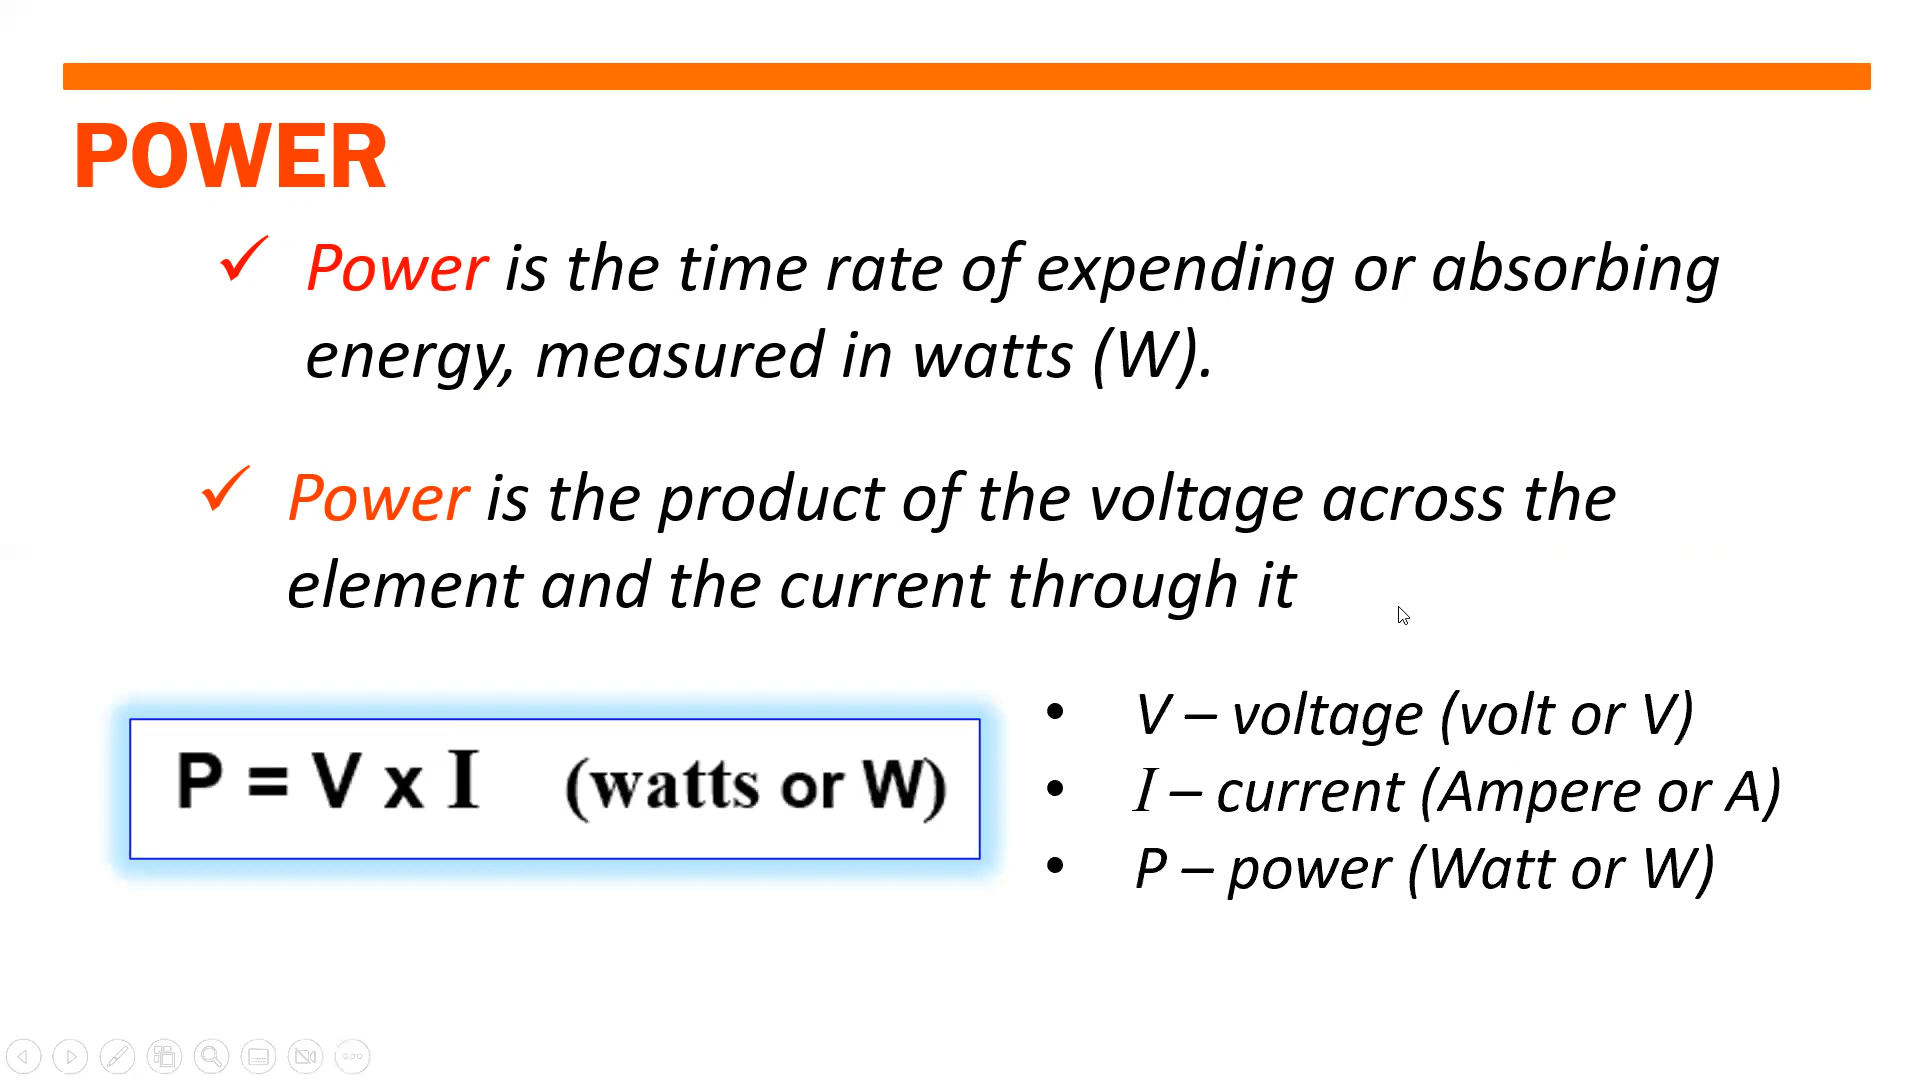 POWER
✓ Power is the time rate of expending or absorbing
energy, measured in watts (W).
✓ Power is the product of the voltage across the
element and the current through it
P = V x I (watts or W)
• V – voltage (volt or V)
• I – current (Ampere or A)
• P – power (Watt or W)